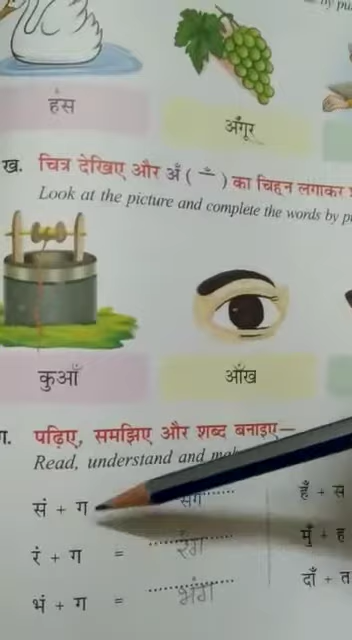 हंस
अँगूर
ख. चित्र देखिए और अँ ( ँ ) का चिह्न लगाकर
Look at the picture and complete the words by p
कुआँ
आँख
ग. पढ़िए, समझिए और शब्द बनाइए—
Read, understand and
सं + ग संग
हँ + स
रं + ग = रंग
मुँ + ह
भं + ग = भंग
दाँ + त